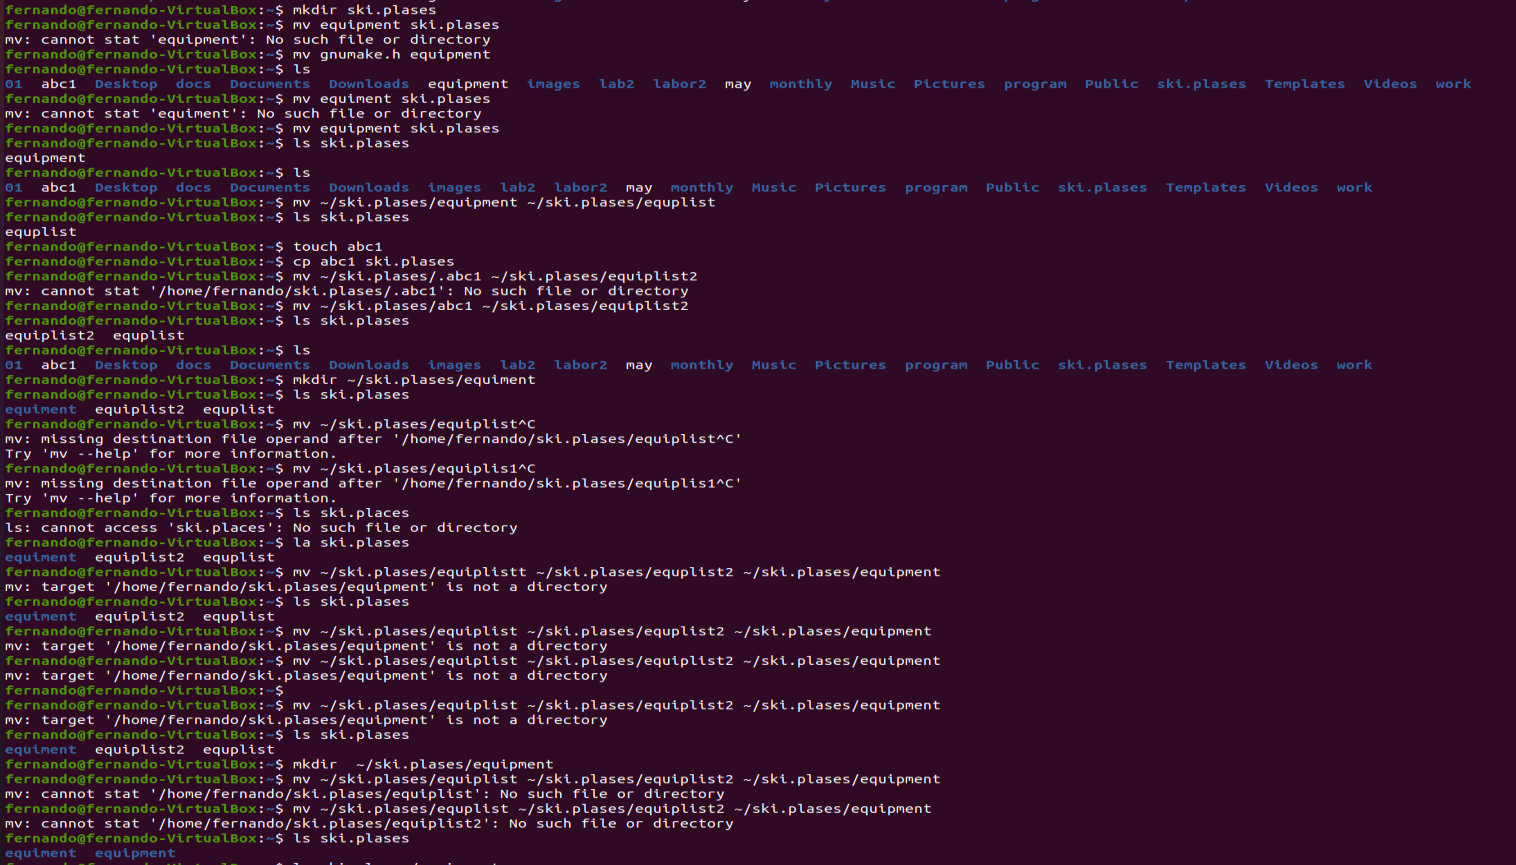 fernando@fernando-VirtualBox:~$ mkdir ski.plases
fernando@fernando-VirtualBox:~$ mv equipment ski.plases
mv: cannot stat 'equipment': No such file or directory
fernando@fernando-VirtualBox:~$ mv gnumake.h equipment
fernando@fernando-VirtualBox:~$ ls
01 abc1 Desktop docs Documents Downloads equipment images lab2 labor2 may monthly Music Pictures program Public ski.plases Templates Videos work
fernando@fernando-VirtualBox:~$ mv equiment ski.plases
mv: cannot stat 'equiment': No such file or directory
fernando@fernando-VirtualBox:~$ mv equipment ski.plases
fernando@fernando-VirtualBox:~$ ls ski.plases
equipment
fernando@fernando-VirtualBox:~$ ls
01 abc1 Desktop docs Documents Downloads images lab2 labor2 may monthly Music Pictures program Public ski.plases Templates Videos work
fernando@fernando-VirtualBox:~$ mv ~/ski.plases/equipment ~/ski.plases/equplist
fernando@fernando-VirtualBox:~$ ls ski.plases
equplist
fernando@fernando-VirtualBox:~$ touch abc1
fernando@fernando-VirtualBox:~$ cp abc1 ski.plases
fernando@fernando-VirtualBox:~$ mv ~/ski.plases/.abc1 ~/ski.plases/equiplist2
mv: cannot stat '/home/fernando/ski.plases/.abc1': No such file or directory
fernando@fernando-VirtualBox:~$ mv ~/ski.plases/abc1 ~/ski.plases/equiplist2
fernando@fernando-VirtualBox:~$ ls ski.plases
equiplist2 equplist
fernando@fernando-VirtualBox:~$ ls
01 abc1 Desktop docs Documents Downloads images lab2 labor2 may monthly Music Pictures program Public ski.plases Templates Videos work
fernando@fernando-VirtualBox:~$ mkdir ~/ski.plases/equiment
fernando@fernando-VirtualBox:~$ ls ski.plases
equiment equiplist2 equplist
fernando@fernando-VirtualBox:~$ mv ~/ski.plases/equiplist^C
mv: missing destination file operand after '/home/fernando/ski.plases/equiplist^C'
Try 'mv --help' for more information.
fernando@fernando-VirtualBox:~$ mv ~/ski.plases/equiplis1^C
mv: missing destination file operand after '/home/fernando/ski.plases/equiplis1^C'
Try 'mv --help' for more information.
fernando@fernando-VirtualBox:~$ ls ski.places
ls: cannot access 'ski.places': No such file or directory
fernando@fernando-VirtualBox:~$ la ski.plases
equiment equiplist2 equplist
fernando@fernando-VirtualBox:~$ mv ~/ski.plases/equiplistt ~/ski.plases/equplist2 ~/ski.plases/equipment
mv: target '/home/fernando/ski.plases/equipment' is not a directory
fernando@fernando-VirtualBox:~$ ls ski.plases
equiment equiplist2 equplist
fernando@fernando-VirtualBox:~$ mv ~/ski.plases/equiplist ~/ski.plases/equplist2 ~/ski.plases/equipment
mv: target '/home/fernando/ski.plases/equipment' is not a directory
fernando@fernando-VirtualBox:~$ mv ~/ski.plases/equiplist ~/ski.plases/equiplist2 ~/ski.plases/equipment
mv: target '/home/fernando/ski.plases/equipment' is not a directory
fernando@fernando-VirtualBox:~$
fernando@fernando-VirtualBox:~$ mv ~/ski.plases/equiplist ~/ski.plases/equiplist2 ~/ski.plases/equipment
mv: target '/home/fernando/ski.plases/equipment' is not a directory
fernando@fernando-VirtualBox:~$ ls ski.plases
equiment equiplist2 equplist
fernando@fernando-VirtualBox:~$ mkdir  ~/ski.plases/equipment
fernando@fernando-VirtualBox:~$ mv ~/ski.plases/equiplist ~/ski.plases/equiplist2 ~/ski.plases/equipment
mv: cannot stat '/home/fernando/ski.plases/equiplist': No such file or directory
fernando@fernando-VirtualBox:~$ mv ~/ski.plases/equplist ~/ski.plases/equiplist2 ~/ski.plases/equipment
mv: cannot stat '/home/fernando/ski.plases/equiplist2': No such file or directory
fernando@fernando-VirtualBox:~$ ls ski.plases
equiment equipment